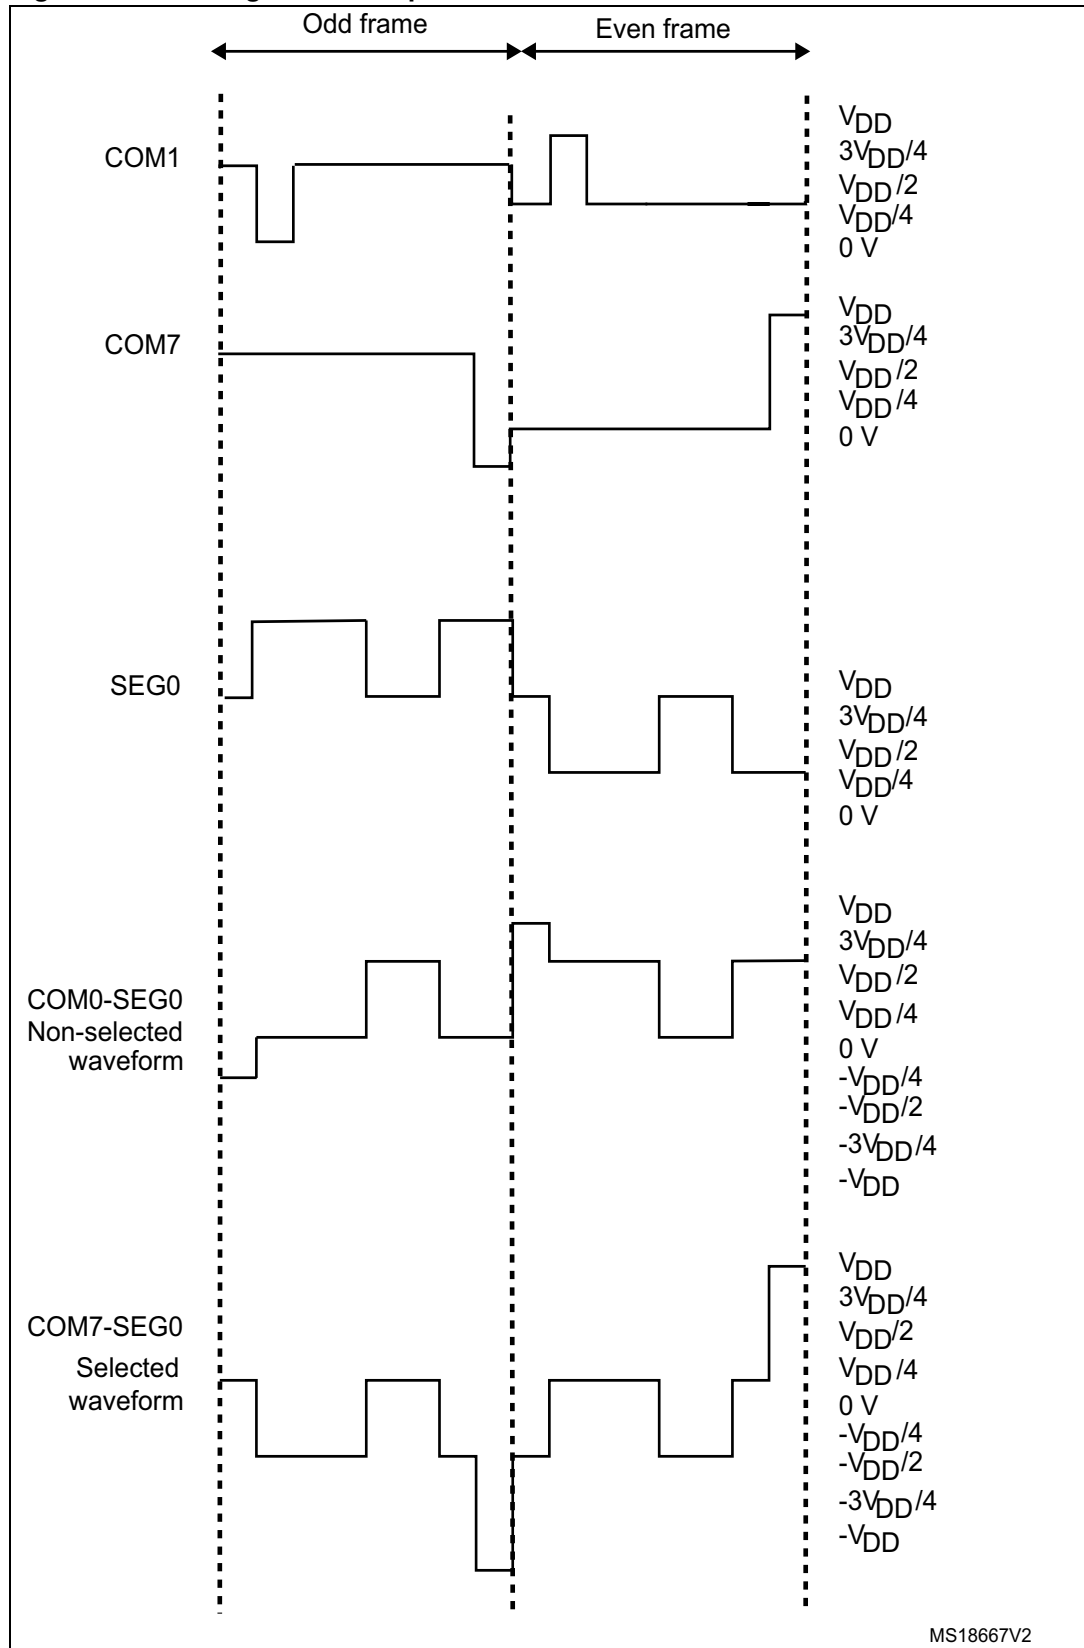 Odd frame
Even frame
COM1
VDD
3VDD/4
VDD/2
VDD/4
0 V
COM7
VDD
3VDD/4
VDD/2
VDD/4
0 V
SEG0
VDD
3VDD/4
VDD/2
VDD/4
0 V
COM0-SEG0
Non-selected
waveform
VDD
3VDD/4
VDD/2
VDD/4
0 V
-VDD/4
-VDD/2
-3VDD/4
-VDD
COM7-SEG0
Selected
waveform
VDD
3VDD/4
VDD/2
VDD/4
0 V
-VDD/4
-VDD/2
-3VDD/4
-VDD
MS18667V2